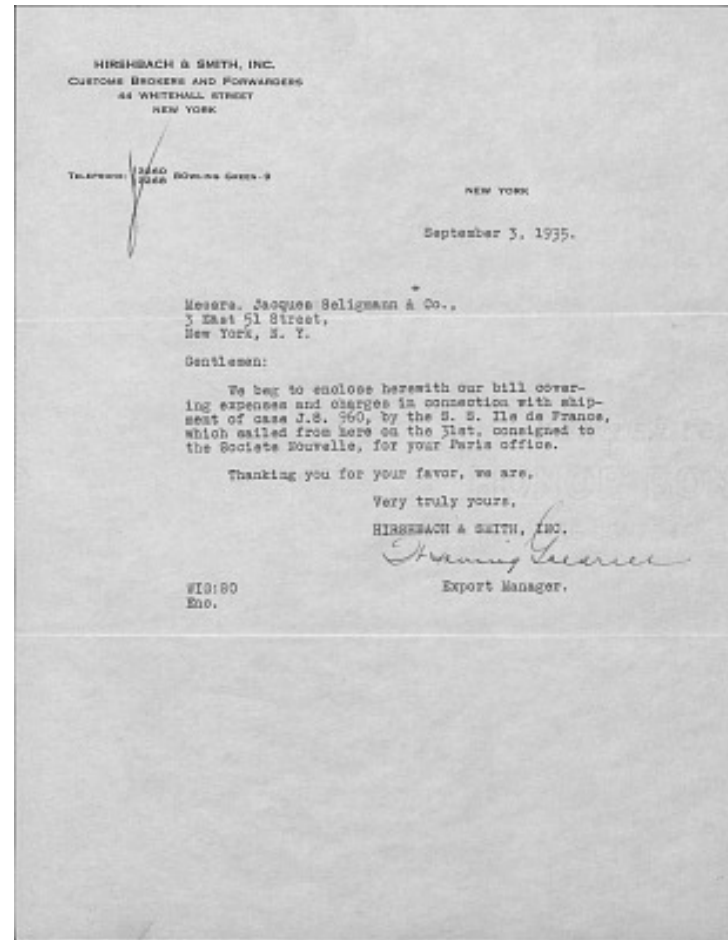 HIRSHBACH & SMITH, INC.
CUSTOMS BROKERS AND FORWARDERS
44 WHITEHALL STREET
NEW YORK
TELEPHONE: BOWLING GREEN-9
NEW YORK
September 3, 1935.
Messrs. Jacques Seligmann & Co.,
3 East 51 Street,
New York, N. Y.
Gentlemen:
We beg to enclose herewith our bill cover-
ing expenses and charges in connection with ship-
ment of case J.S. 960, by the S. S. Ile de France,
which sailed from here on the 31st, consigned to
the Societe Nouvelle, for your Paris office.
Thanking you for your favor, we are,
Very truly yours,
HIRSHBACH & SMITH, INC.
Export Manager.
Enc.